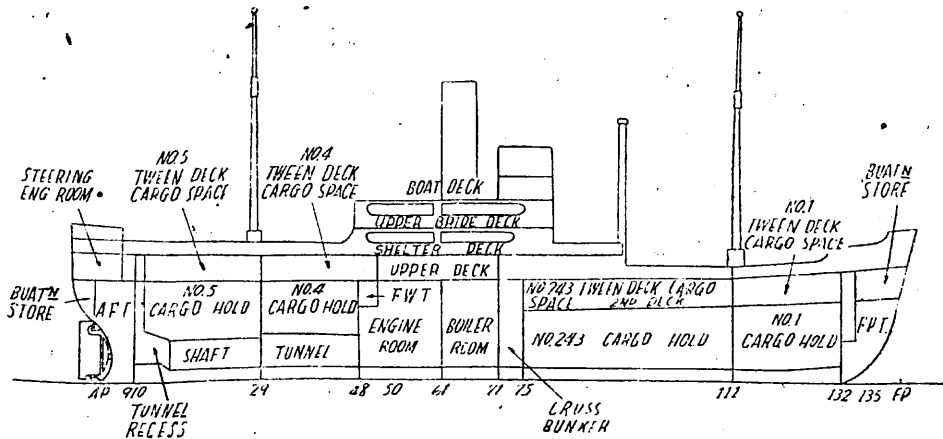 STEERING
ENG ROOM
NO.5
TWEEN DECK
CARGO SPACE
NO.4
TWEEN DECK
CARGO SPACE
BOAT DECK
UPPER BRIDE DECK
SHELTER DECK
UPPER DECK
NO.1
TWEEN DECK
CARGO SPACE
BOATN
STORE
BOATN
STORE
AFT
NO.5
CARGO HOLD
NO.4
CARGO HOLD
FWT
ENGINE
ROOM
BOILER
ROOM
NO.2&3 TWEEN DECK CARGO
SPACE 2ND DECK
NO.2&3 CARGO HOLD
NO.1
CARGO HOLD
F.P.T.
SHAFT TUNNEL
AP 9 10 29 48 50 61 71 75 111 132 135 FP
TUNNEL
RECESS
CRUSS
BUNKER